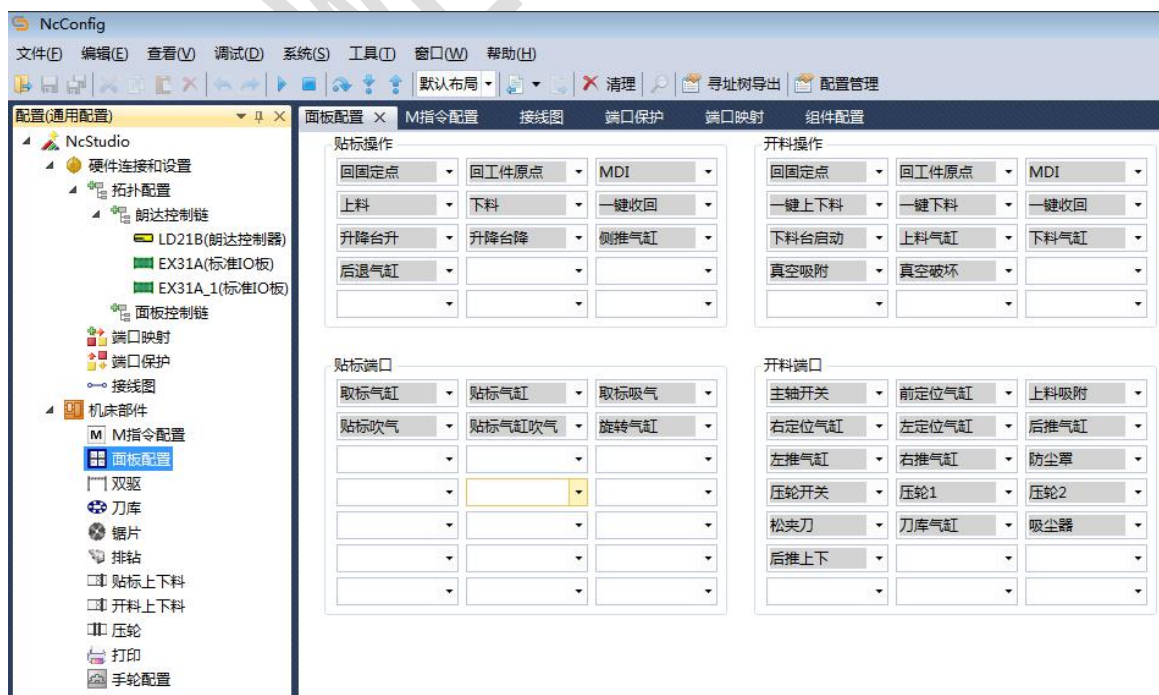 NcConfig
文件(F) 编辑(E) 查看(V) 调试(D) 系统(S) 工具(T) 窗口(W) 帮助(H)
默认布局 清理 寻址树导出 配置管理
配置(通用配置)
NcStudio
硬件连接和设置
拓扑配置
朗达控制链
LD21B(朗达控制器)
EX31A(标准IO板)
EX31A_1(标准IO板)
面板控制链
端口映射
端口保护
接线图
机床部件
M M指令配置
面板配置
双驱
刀库
锯片
排钻
贴标上下料
开料上下料
压轮
打印
手轮配置
面板配置 M指令配置 接线图 端口保护 端口映射 组件配置
贴标操作
回固定点 回工件原点 MDI
上料 下料 一键收回
升降台升 升降台降 侧推气缸
后退气缸
开料操作
回固定点 回工件原点 MDI
一键上下料 一键下料 一键收回
下料台启动 上料气缸 下料气缸
真空吸附 真空破坏
贴标端口
取标气缸 贴标气缸 取标吸气
贴标吹气 贴标气缸吹气 旋转气缸
开料端口
主轴开关 前定位气缸 上料吸附
右定位气缸 左定位气缸 后推气缸
左推气缸 右推气缸 防尘罩
压轮开关 压轮1 压轮2
松夹刀 刀库气缸 吸尘器
后推上下